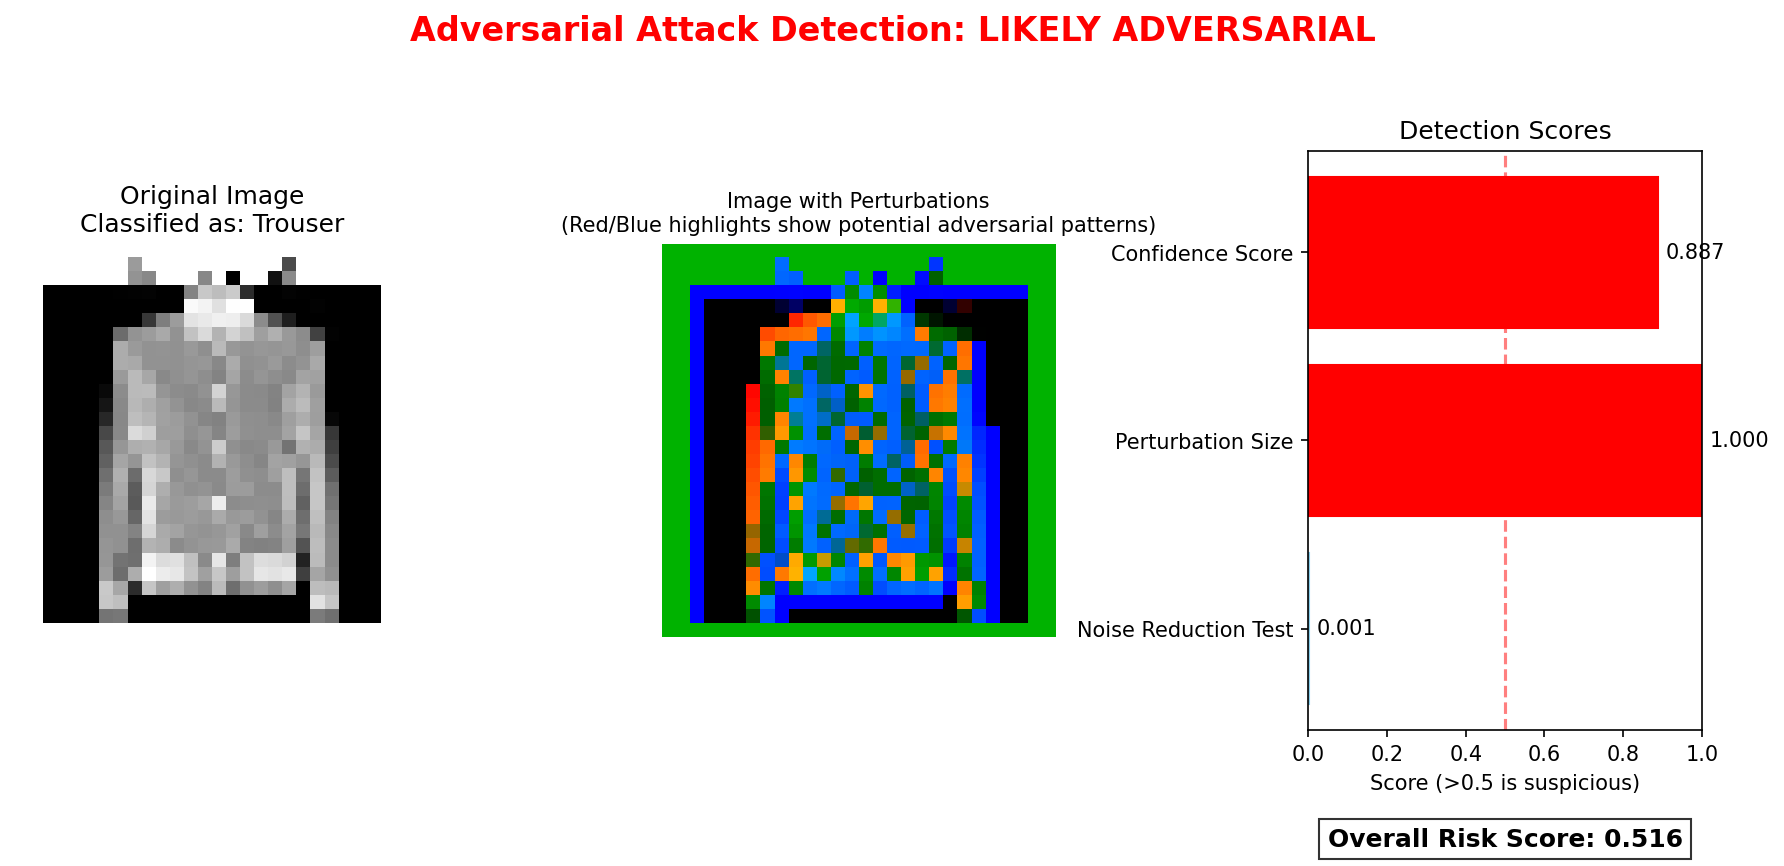 Adversarial Attack Detection: LIKELY ADVERSARIAL
Original Image
Classified as: Trouser
Image with Perturbations
(Red/Blue highlights show potential adversarial patterns)
Detection Scores
Confidence Score
0.887
Perturbation Size
1.000
Noise Reduction Test
0.001
0.0 0.2 0.4 0.6 0.8 1.0
Score (>0.5 is suspicious)
Overall Risk Score: 0.516